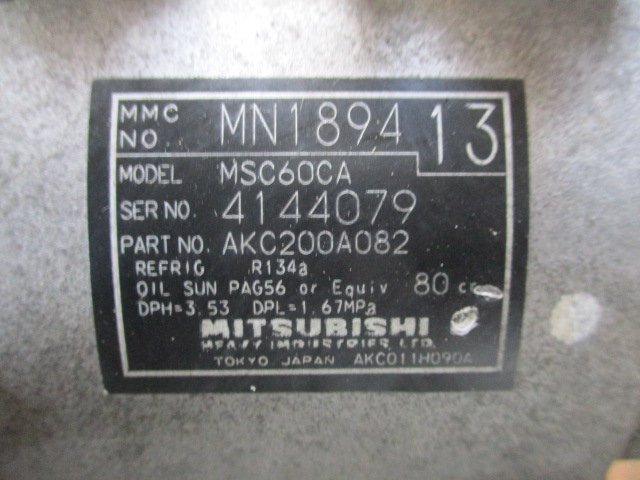 MMC NO. MN189413
MODEL MSC60CA
SER NO. 4144079
PART NO. AKC200A082
REFRIG R134a
OIL SUN PAG56 or Equiv 80 cc
DPH=3.53 DPL=1.67MPa
MITSUBISHI
HEAVY INDUSTRIES, LTD.
TOKYO JAPAN AKC011H090A